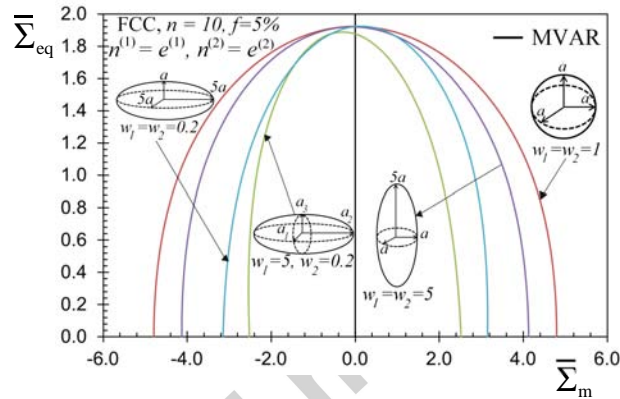 Σ̅eq
2.0
1.8
1.6
1.4
1.2
1.0
0.8
0.6
0.4
0.2
0.0
FCC, n = 10, f=5%
n⁽¹⁾ = e⁽¹⁾, n⁽²⁾ = e⁽²⁾
MVAR
a
5a
5a
w₁=w₂=0.2
a
a
a
w₁=w₂=1
a₃
a₂
a₁
w₁=5, w₂=0.2
5a
a
a
w₁=w₂=5
-6.0 -4.0 -2.0 0.0 2.0 4.0 6.0
Σ̅m